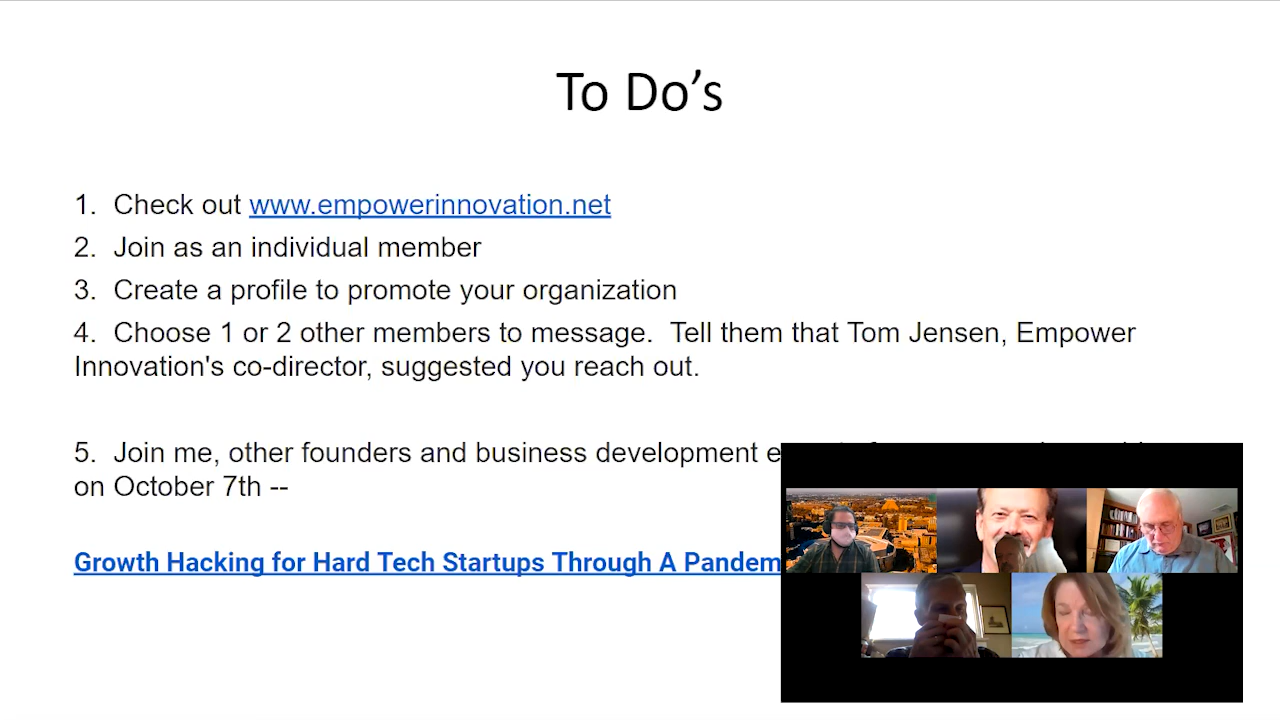 To Do’s
1. Check out www.empowerinnovation.net
2. Join as an individual member
3. Create a profile to promote your organization
4. Choose 1 or 2 other members to message. Tell them that Tom Jensen, Empower
Innovation's co-director, suggested you reach out.
5. Join me, other founders and business development
on October 7th --
Growth Hacking for Hard Tech Startups Through A